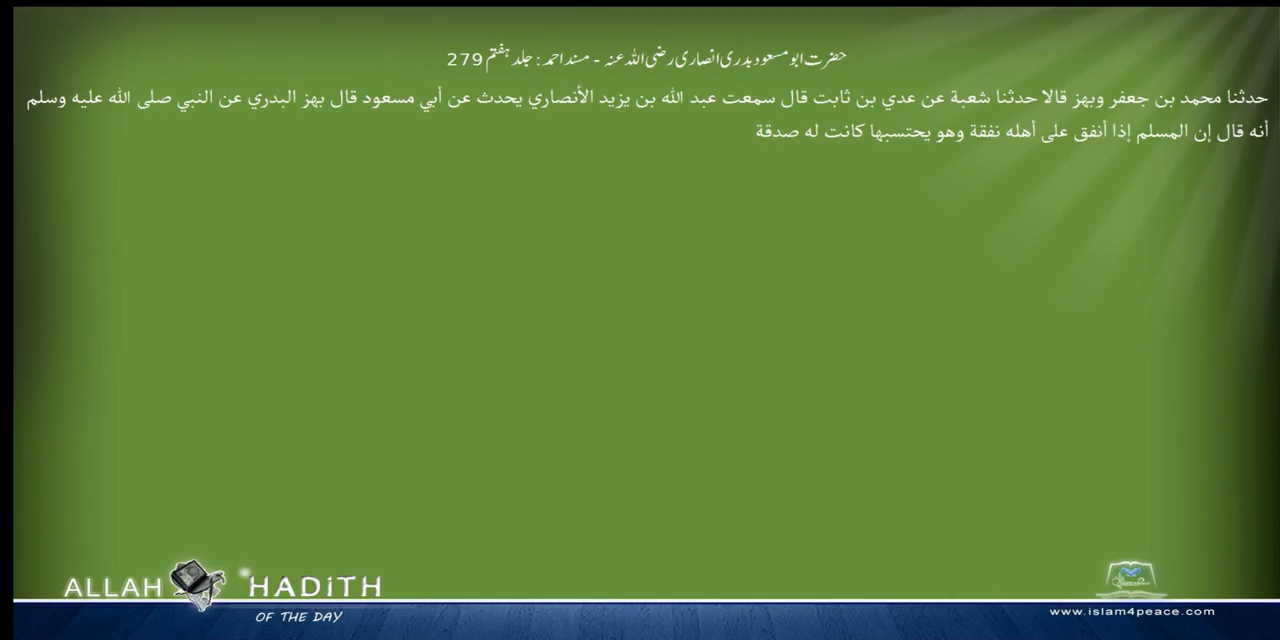 حضرت ابو مسعود بدری انصاری رضی اللہ عنہ - مسند احمد : جلد ہفتم 279
حدثنا محمد بن جعفر وبهز قالا حدثنا شعبة عن عدي بن ثابت قال سمعت عبد الله بن يزيد الأنصاري يحدث عن أبي مسعود قال بهز البدري عن النبي صلى الله عليه وسلم
أنه قال إن المسلم إذا أنفق على أهله نفقة وهو يحتسبها كانت له صدقة
ALLAH HADiTH
OF THE DAY
www.islam4peace.com